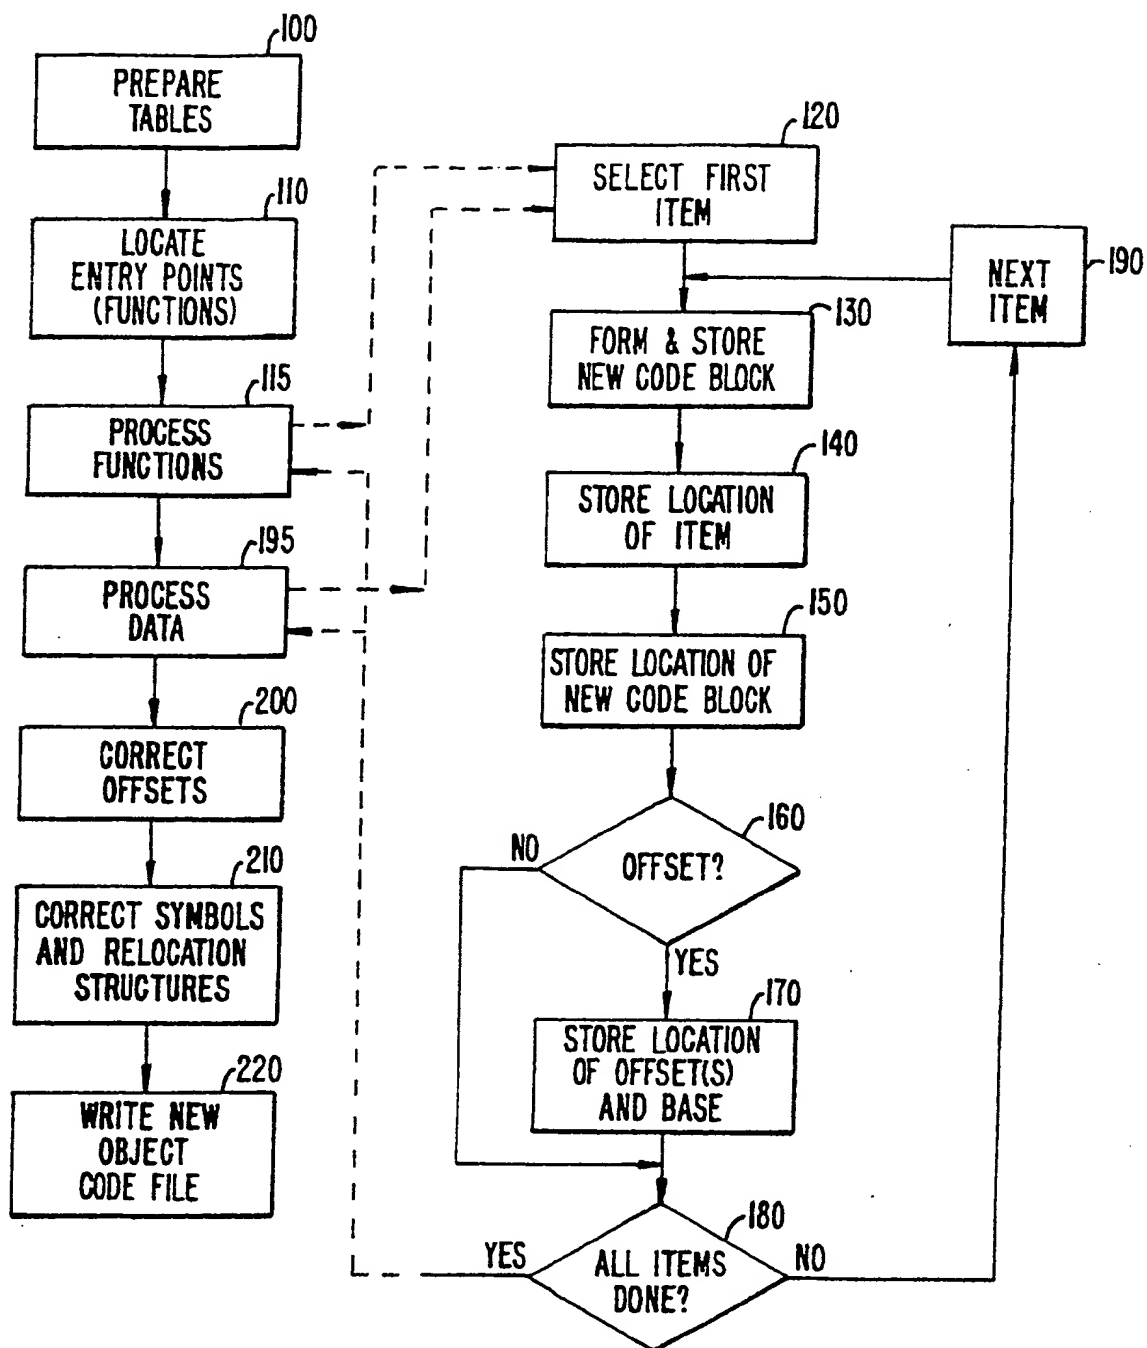 100
PREPARE
TABLES
110
LOCATE
ENTRY POINTS
(FUNCTIONS)
115
PROCESS
FUNCTIONS
195
PROCESS
DATA
200
CORRECT
OFFSETS
210
CORRECT SYMBOLS
AND RELOCATION
STRUCTURES
220
WRITE NEW
OBJECT
CODE FILE
120
SELECT FIRST
ITEM
190
NEXT
ITEM
130
FORM & STORE
NEW CODE BLOCK
140
STORE LOCATION
OF ITEM
150
STORE LOCATION OF
NEW CODE BLOCK
160
OFFSET?
NO
YES
170
STORE LOCATION
OF OFFSET(S)
AND BASE
180
ALL ITEMS
DONE?
YES
NO